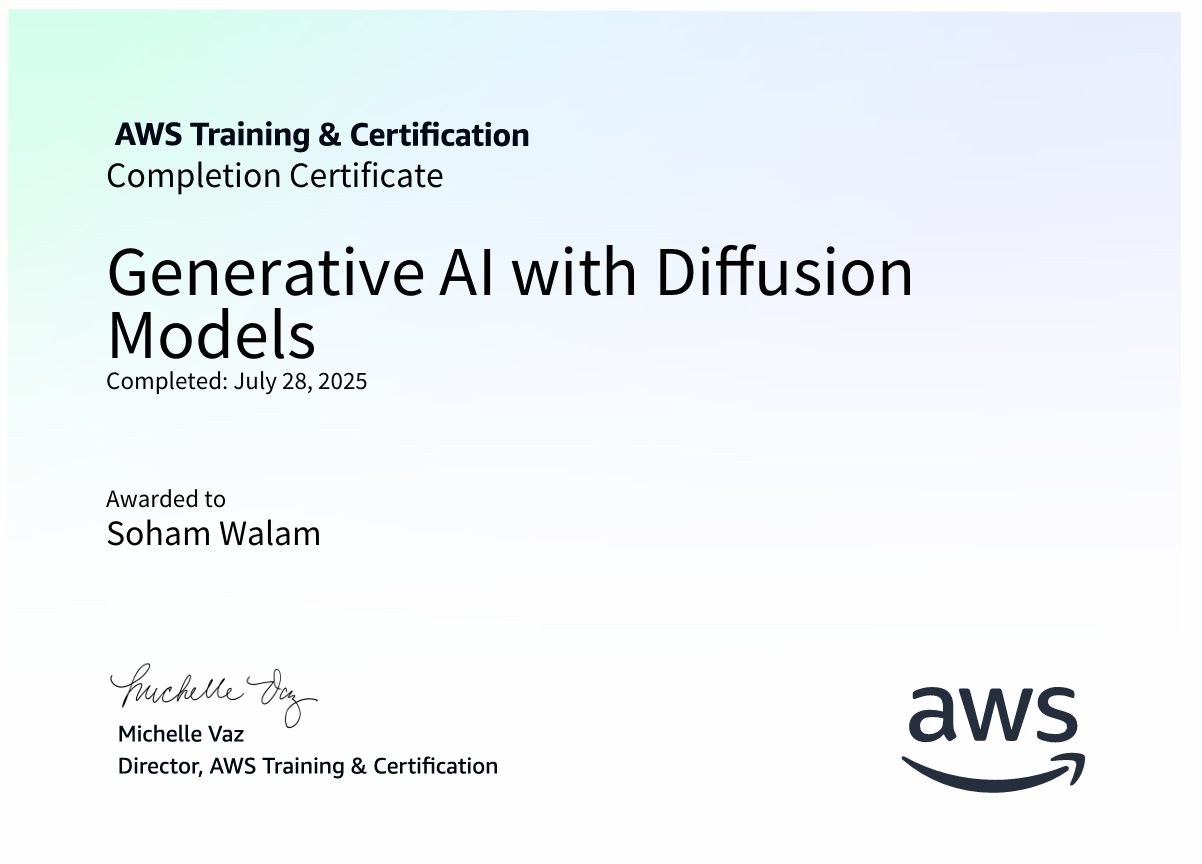 AWS Training & Certification
Completion Certificate
Generative AI with Diffusion
Models
Completed: July 28, 2025
Awarded to
Soham Walam
Michelle Vaz
Michelle Vaz
Director, AWS Training & Certification
aws